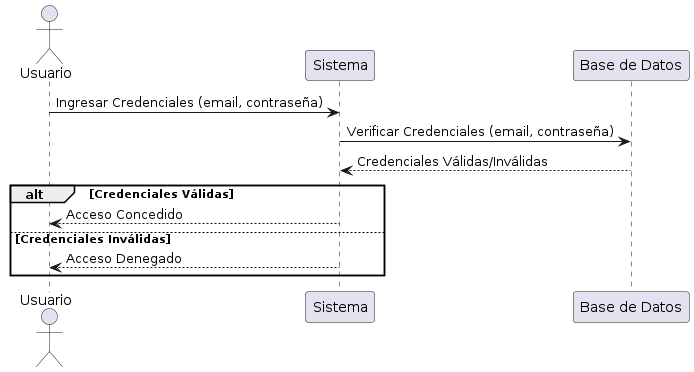 Usuario
Sistema
Base de Datos
Ingresar Credenciales (email, contraseña)
Verificar Credenciales (email, contraseña)
Credenciales Válidas/Inválidas
alt [Credenciales Válidas]
Acceso Concedido
[Credenciales Inválidas]
Acceso Denegado
Usuario
Sistema
Base de Datos